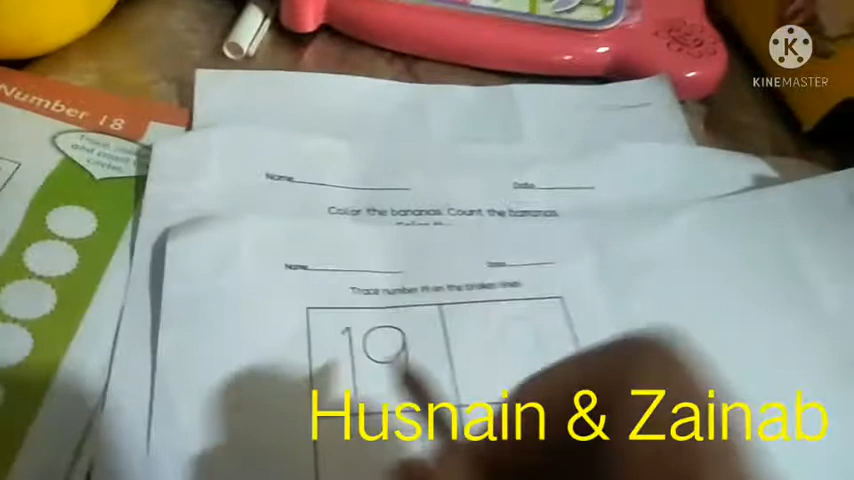 KINEMASTER
Number 18
Name
Date
Color the bananas. Count the bananas.
Name
Date
Trace number 19 on the broken lines
19
Husnain & Zainab